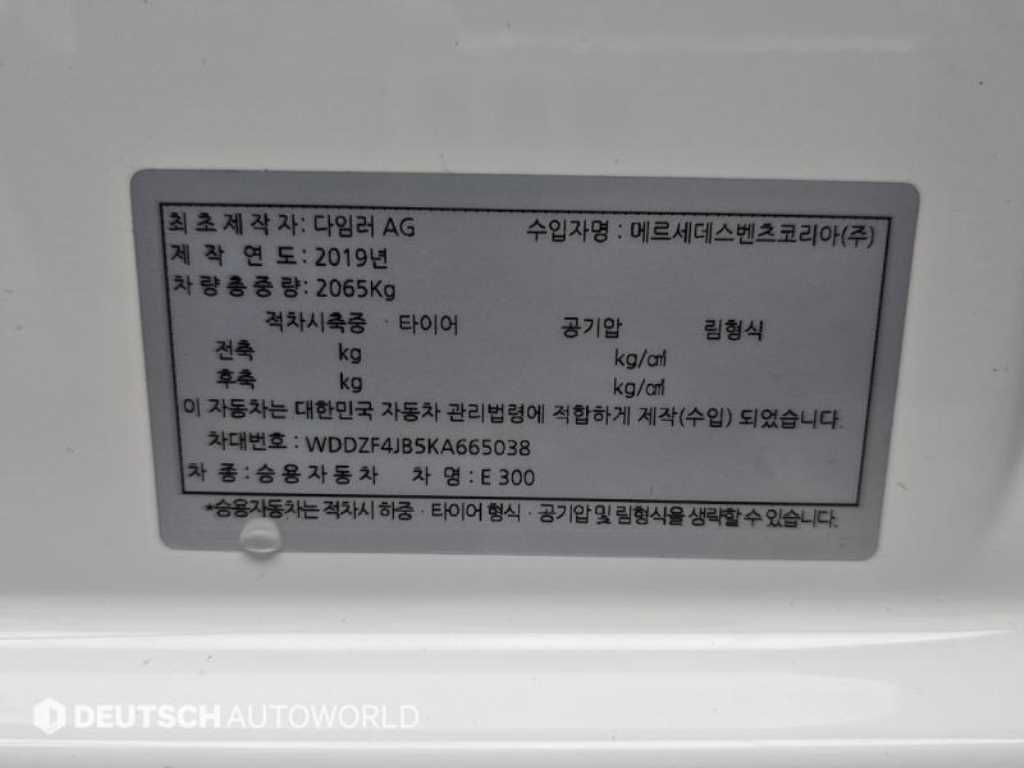 최초제작자: 다임러 AG 수입자명 : 메르세데스벤츠코리아(주)
제 작 연 도: 2019년
차량총중량: 2065Kg
적차시축중 · 타이어 공기압 림형식
전축 kg kg/㎠
후축 kg kg/㎠
이 자동차는 대한민국 자동차 관리법령에 적합하게 제작(수입) 되었습니다.
차대번호 : WDDZF4JB5KA665038
차 종 : 승용자동차 차 명 : E 300
*승용자동차는 적차시 하중 · 타이어 형식 · 공기압 및 림형식을 생략할 수 있습니다.
DEUTSCH AUTOWORLD